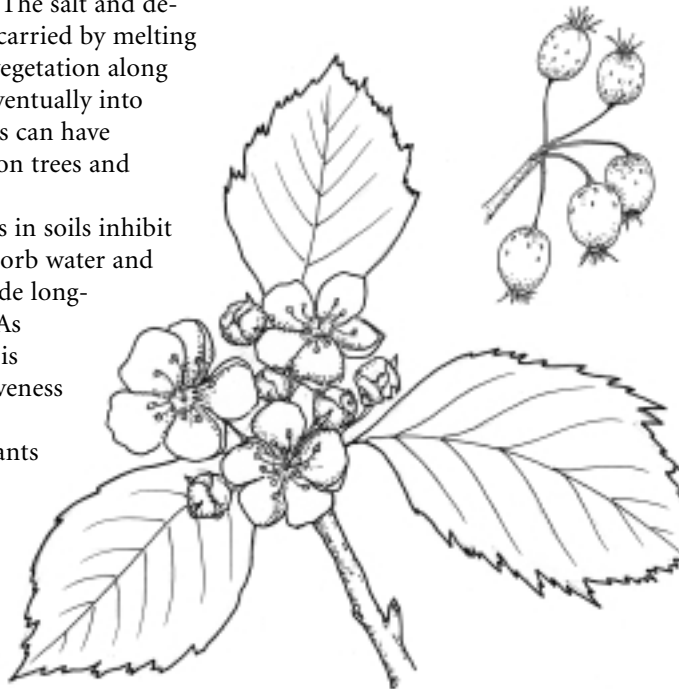 The salt and de-
carried by melting
vegetation along
ventually into
s can have
on trees and
s in soils inhibit
orb water and
de long-
As
is
veness
ants